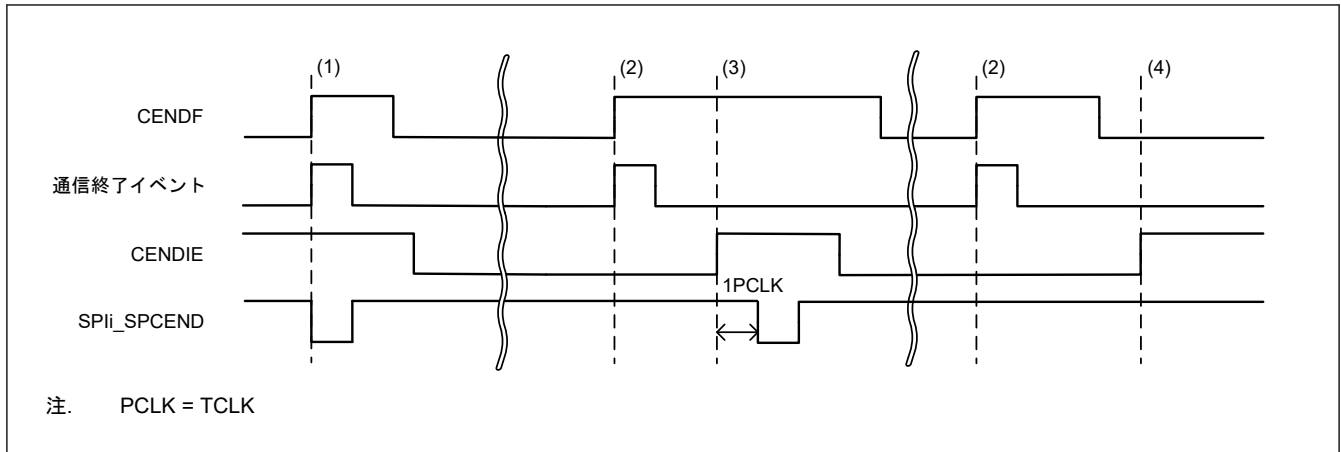 (1) (2) (3) (2) (4)
CENDF
通信終了イベント
CENDIE
1PCLK
SPIi_SPCEND
注. PCLK = TCLK